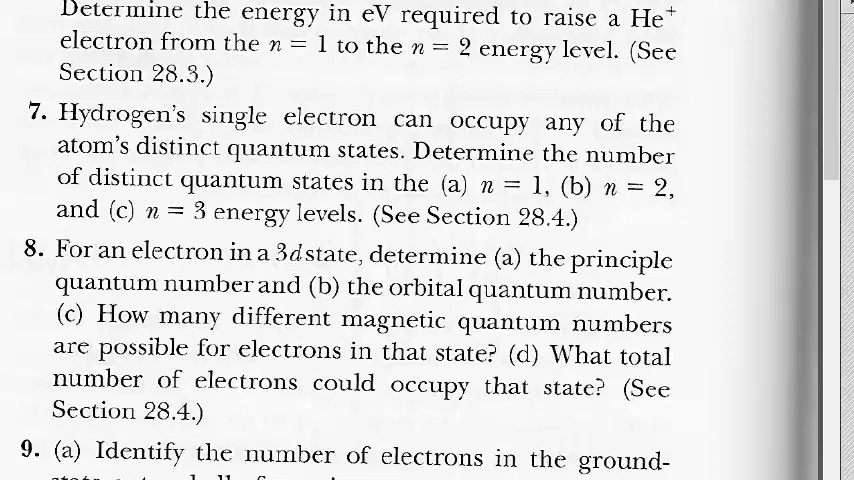 Determine the energy in eV required to raise a He⁺
electron from the n = 1 to the n = 2 energy level. (See
Section 28.3.)
7. Hydrogen's single electron can occupy any of the
atom's distinct quantum states. Determine the number
of distinct quantum states in the (a) n = 1, (b) n = 2,
and (c) n = 3 energy levels. (See Section 28.4.)
8. For an electron in a 3d state, determine (a) the principle
quantum number and (b) the orbital quantum number.
(c) How many different magnetic quantum numbers
are possible for electrons in that state? (d) What total
number of electrons could occupy that state? (See
Section 28.4.)
9. (a) Identify the number of electrons in the ground-